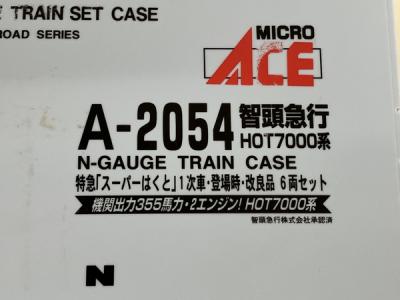 E TRAIN SET CASE
ROAD SERIES
MICRO
ACE
A-2054 智頭急行
HOT7000系
N-GAUGE TRAIN CASE
特急「スーパーはくと」1次車・登場時・改良品 6両セット
機関出力355馬力・2エンジン! HOT7000系
智頭急行株式会社承認済
N